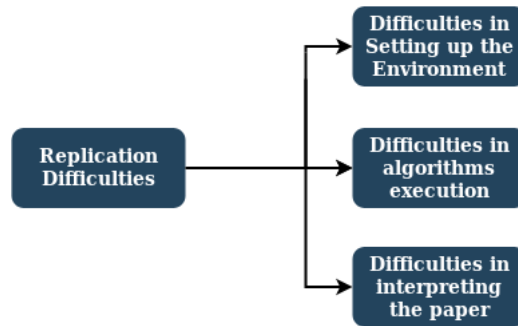 Difficulties in
Setting up the
Environment
Replication
Difficulties
Difficulties in
algorithms
execution
Difficulties in
interpreting
the paper